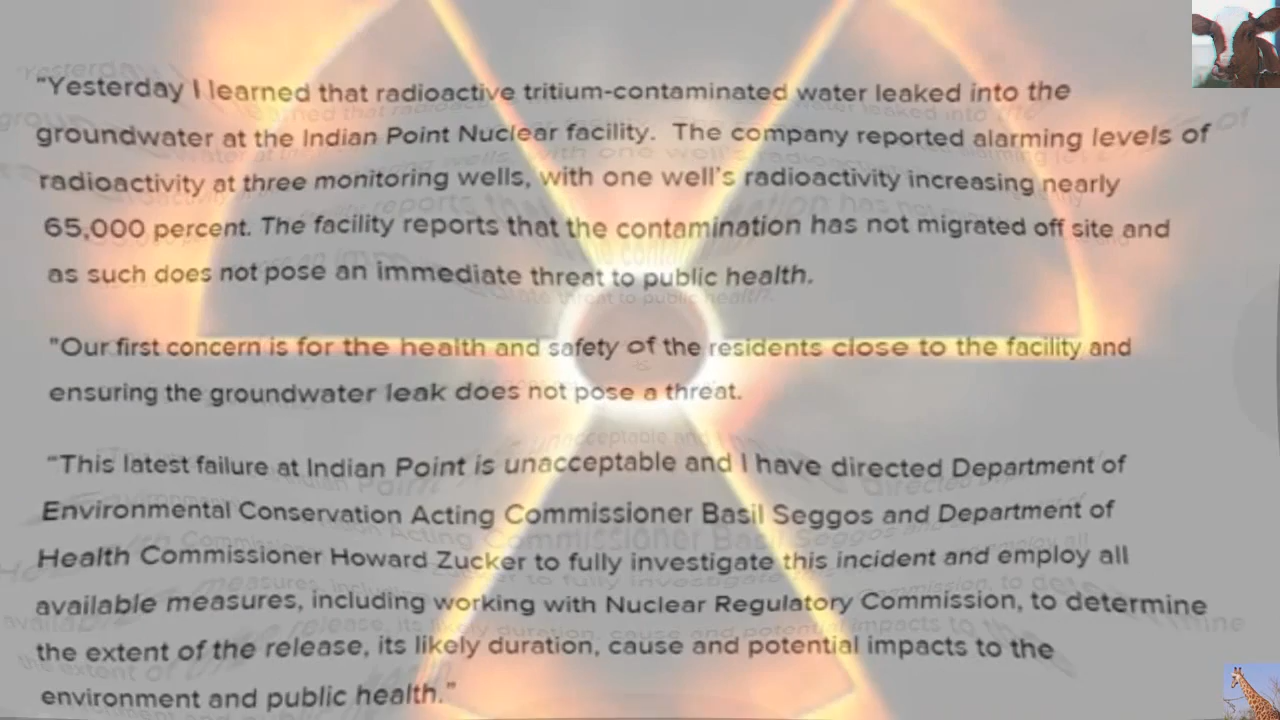 "Yesterday I learned that radioactive tritium-contaminated water leaked into the
groundwater at the Indian Point Nuclear facility. The company reported alarming levels of
radioactivity at three monitoring wells, with one well's radioactivity increasing nearly
65,000 percent. The facility reports that the contamination has not migrated off site and
as such does not pose an immediate threat to public health.
"Our first concern is for the health and safety of the residents close to the facility and
ensuring the groundwater leak does not pose a threat.
"This latest failure at Indian Point is unacceptable and I have directed Department of
Environmental Conservation Acting Commissioner Basil Seggos and Department of
Health Commissioner Howard Zucker to fully investigate this incident and employ all
available measures, including working with Nuclear Regulatory Commission, to determine
the extent of the release, its likely duration, cause and potential impacts to the
environment and public health."